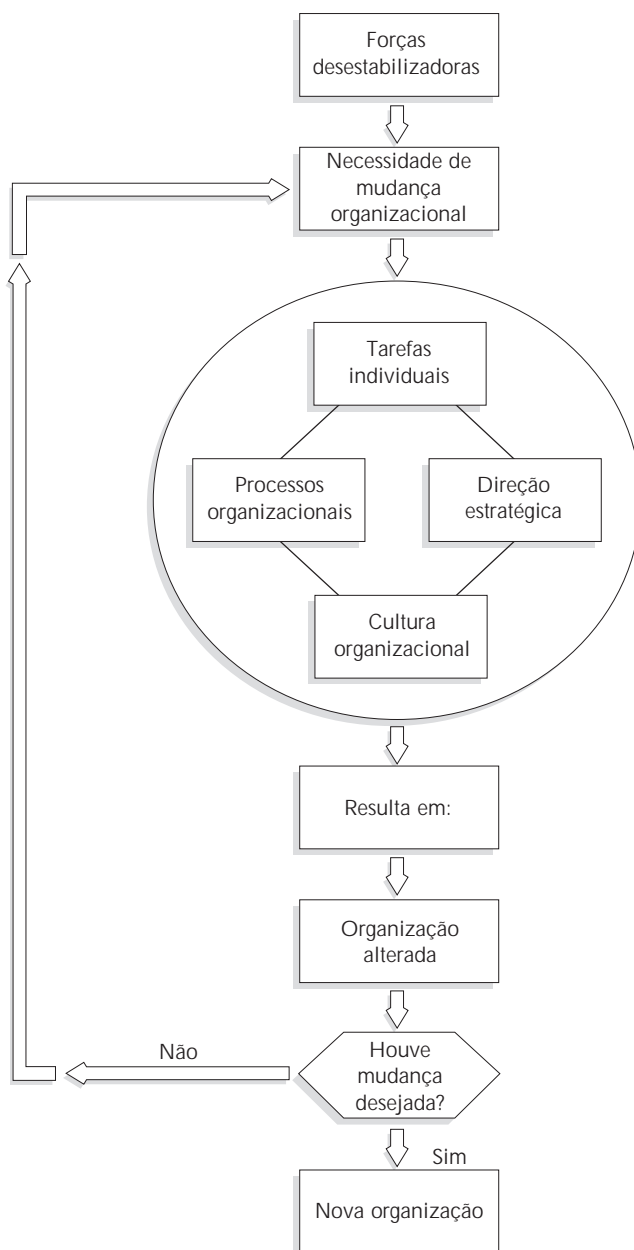 Forças
desestabilizadoras
Necessidade de
mudança
organizacional
Tarefas
individuais
Processos
organizacionais
Direção
estratégica
Cultura
organizacional
Resulta em:
Organização
alterada
Não
Houve
mudança
desejada?
Sim
Nova organização